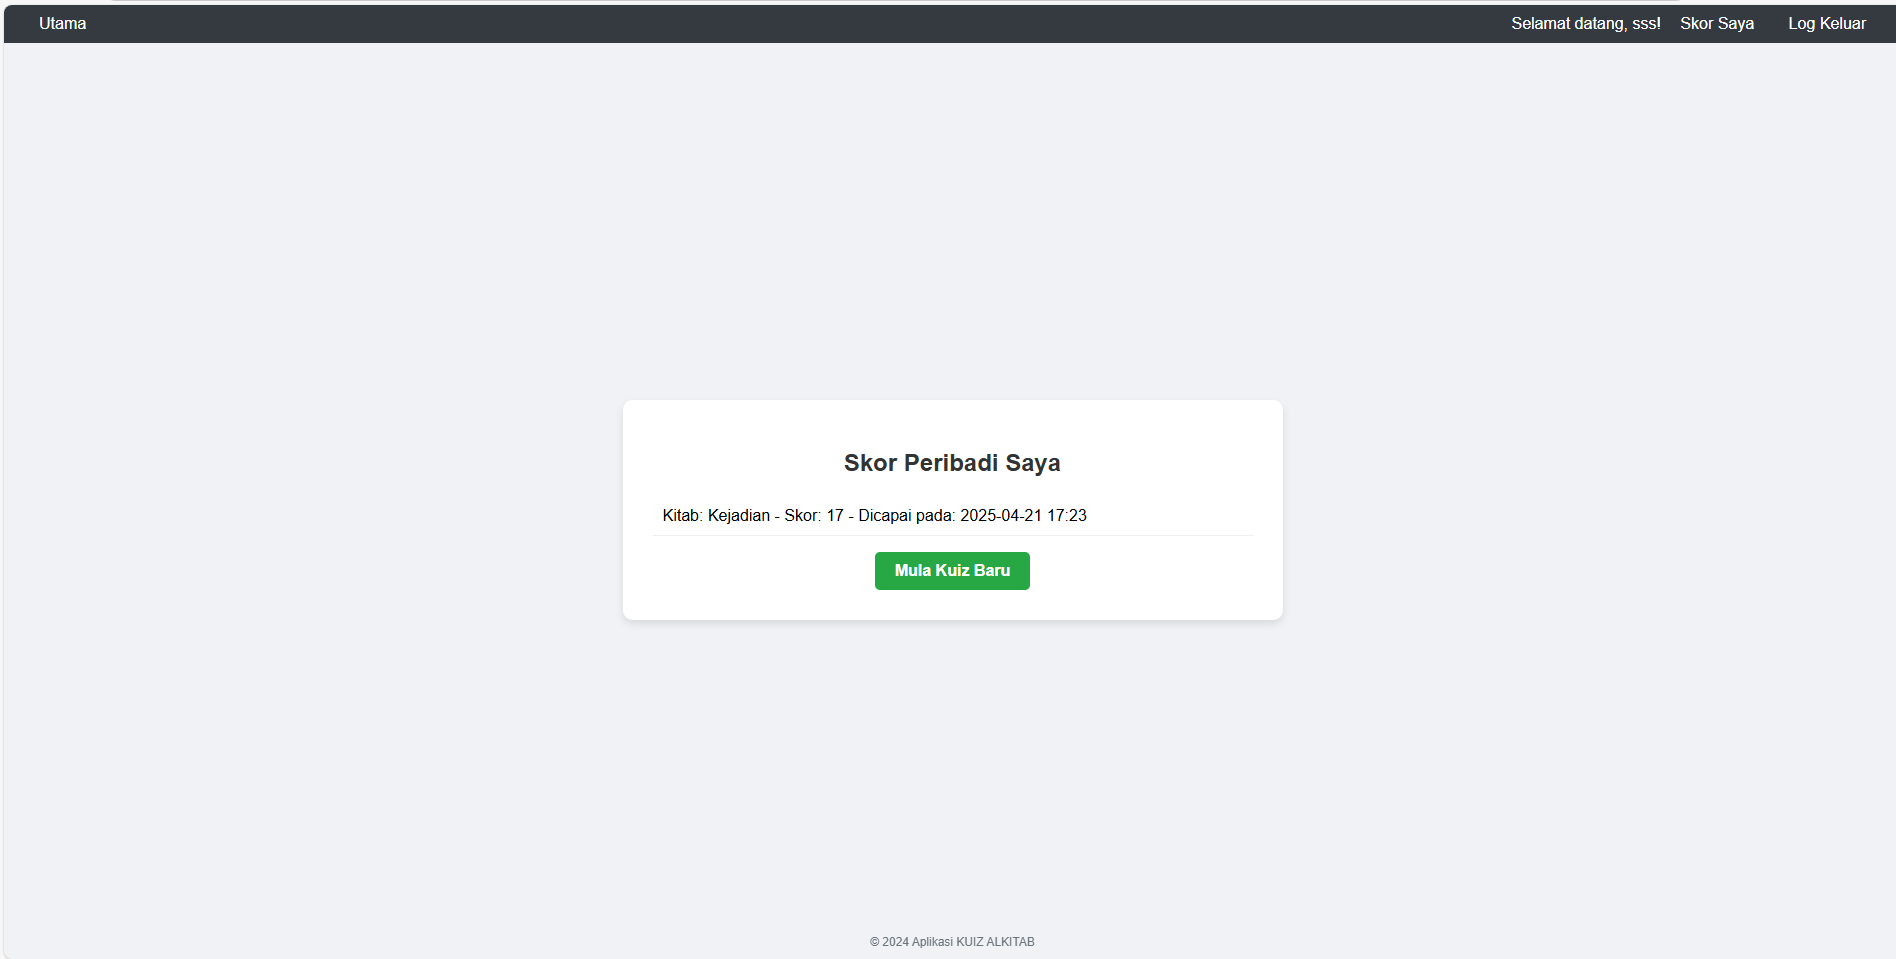 Utama Selamat datang, sss! Skor Saya Log Keluar
Skor Peribadi Saya
Kitab: Kejadian - Skor: 17 - Dicapai pada: 2025-04-21 17:23
Mula Kuiz Baru
© 2024 Aplikasi KUIZ ALKITAB